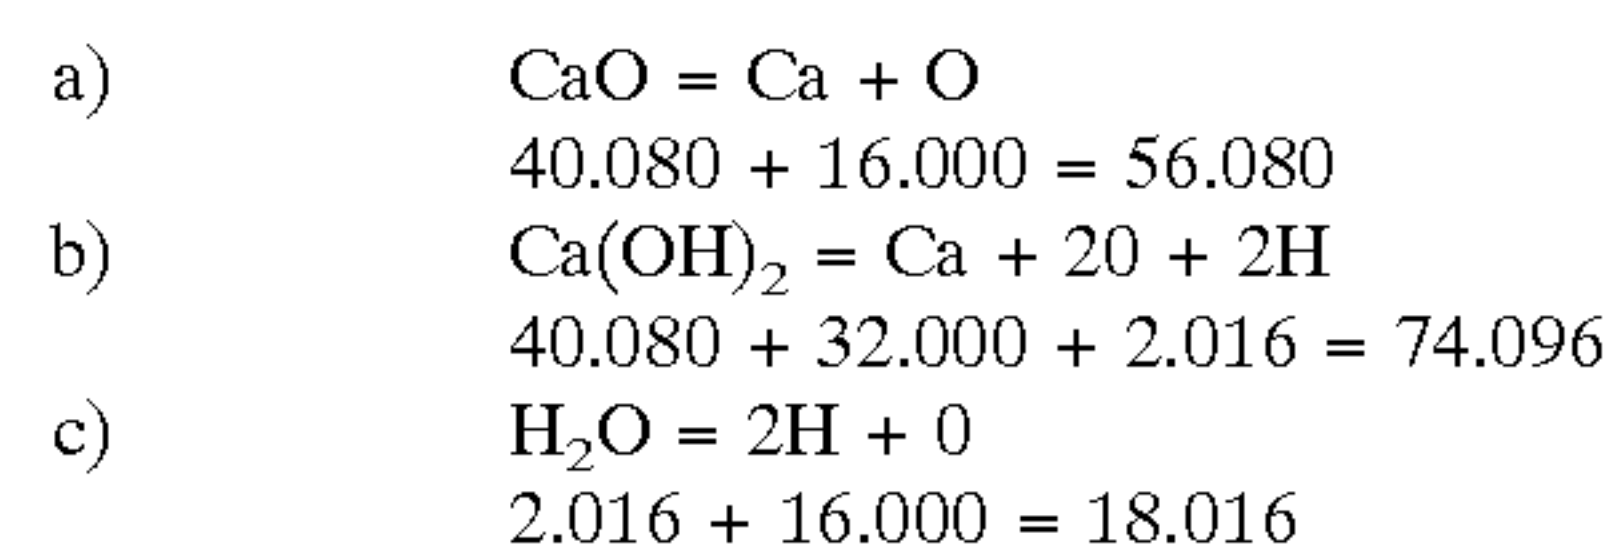 a) CaO = Ca + O
40.080 + 16.000 = 56.080
b) Ca(OH)₂ = Ca + 20 + 2H
40.080 + 32.000 + 2.016 = 74.096
c) H₂O = 2H + 0
2.016 + 16.000 = 18.016